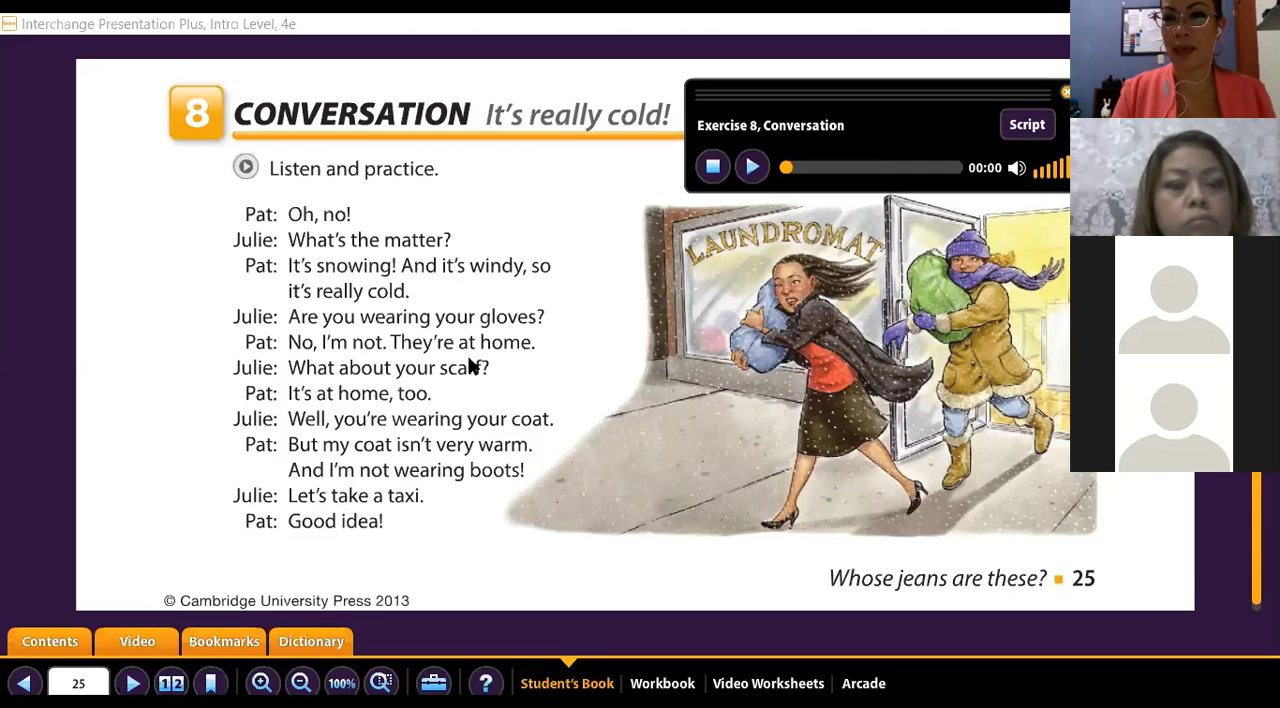 Interchange Presentation Plus, Intro Level, 4e
8 CONVERSATION It's really cold!
Exercise 8, Conversation
Script
00:00
Listen and practice.
Pat: Oh, no!
Julie: What's the matter?
Pat: It's snowing! And it's windy, so
it's really cold.
Julie: Are you wearing your gloves?
Pat: No, I'm not. They're at home.
Julie: What about your scarf?
Pat: It's at home, too.
Julie: Well, you're wearing your coat.
Pat: But my coat isn't very warm.
And I'm not wearing boots!
Julie: Let's take a taxi.
Pat: Good idea!
LAUNDROMAT
Whose jeans are these? 25
© Cambridge University Press 2013
Contents Video Bookmarks Dictionary
25 12 100% ? Student's Book Workbook Video Worksheets Arcade